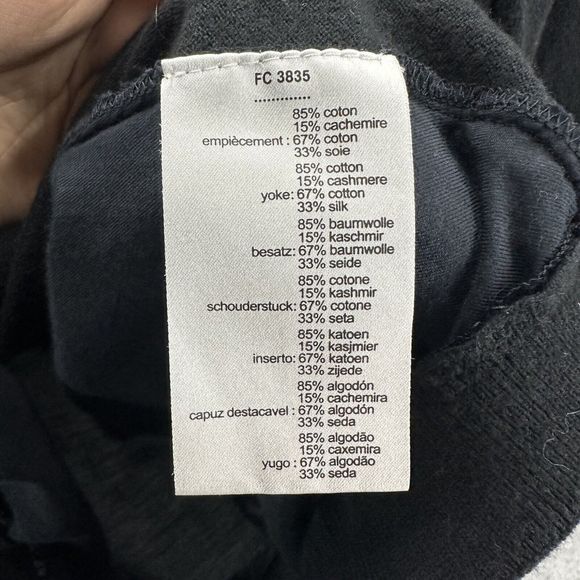 FC 3835
.............
85% coton
15% cachemire
empiècement : 67% coton
33% soie
85% cotton
15% cashmere
yoke: 67% cotton
33% silk
85% baumwolle
15% kaschmir
besatz: 67% baumwolle
33% seide
85% cotone
15% kashmir
schouderstuck: 67% cotone
33% seta
85% katoen
15% kasjmier
inserto: 67% katoen
33% zijede
85% algodón
15% cachemira
capuz destacavel : 67% algodón
33% seda
85% algodão
15% caxemira
yugo : 67% algodão
33% seda